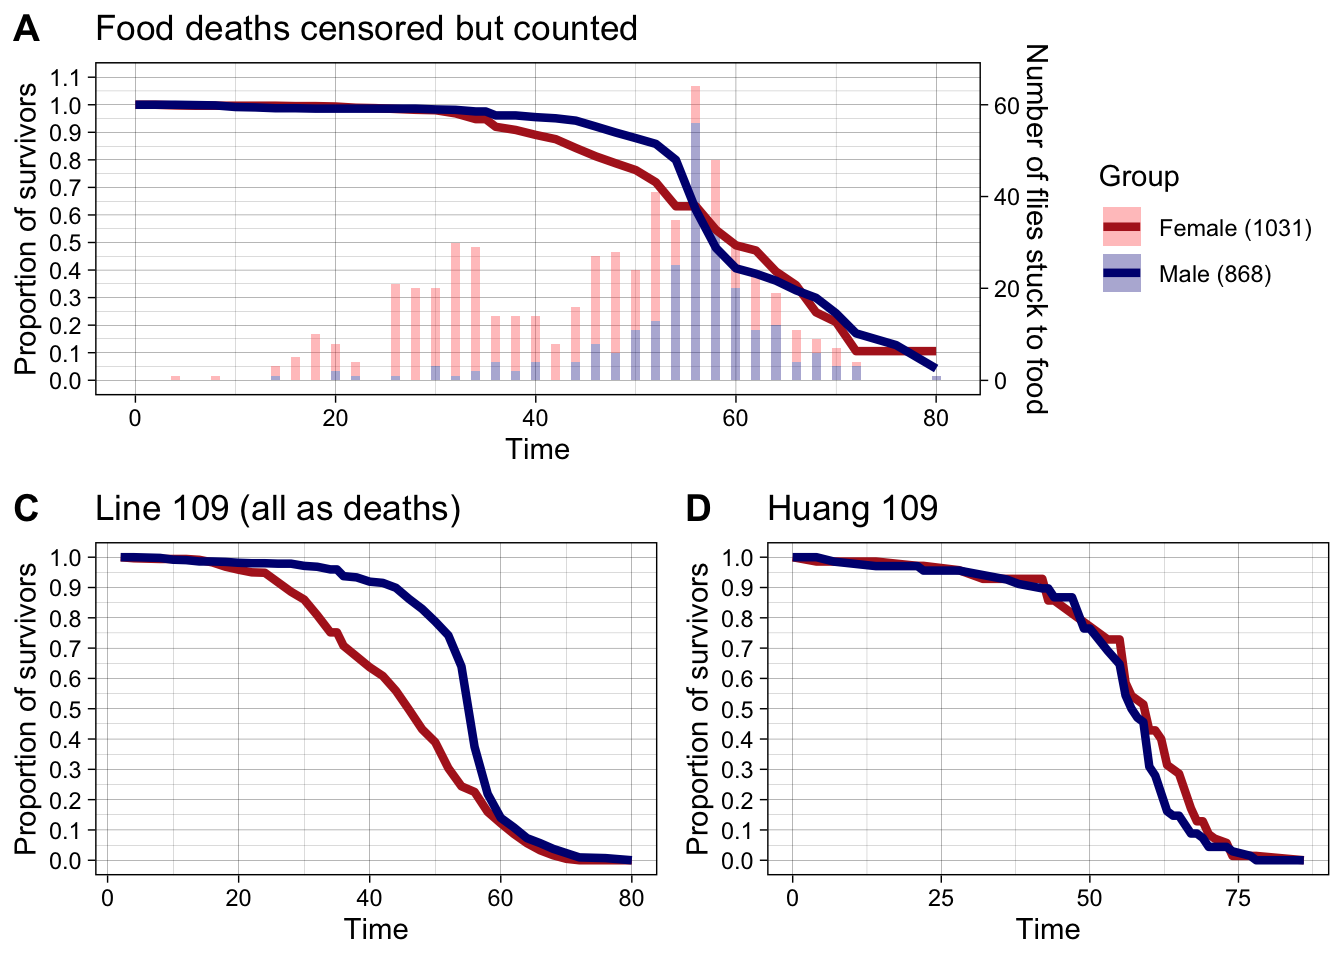 A Food deaths censored but counted
Proportion of survivors
1.1
1.0
0.9
0.8
0.7
0.6
0.5
0.4
0.3
0.2
0.1
0.0
0 20 40 60 80
Time
60
40
20
0
Number of flies stuck to food
Group
Female (1031)
Male (868)
C Line 109 (all as deaths)
Proportion of survivors
1.0
0.9
0.8
0.7
0.6
0.5
0.4
0.3
0.2
0.1
0.0
0 20 40 60 80
Time
D Huang 109
Proportion of survivors
1.0
0.9
0.8
0.7
0.6
0.5
0.4
0.3
0.2
0.1
0.0
0 25 50 75
Time